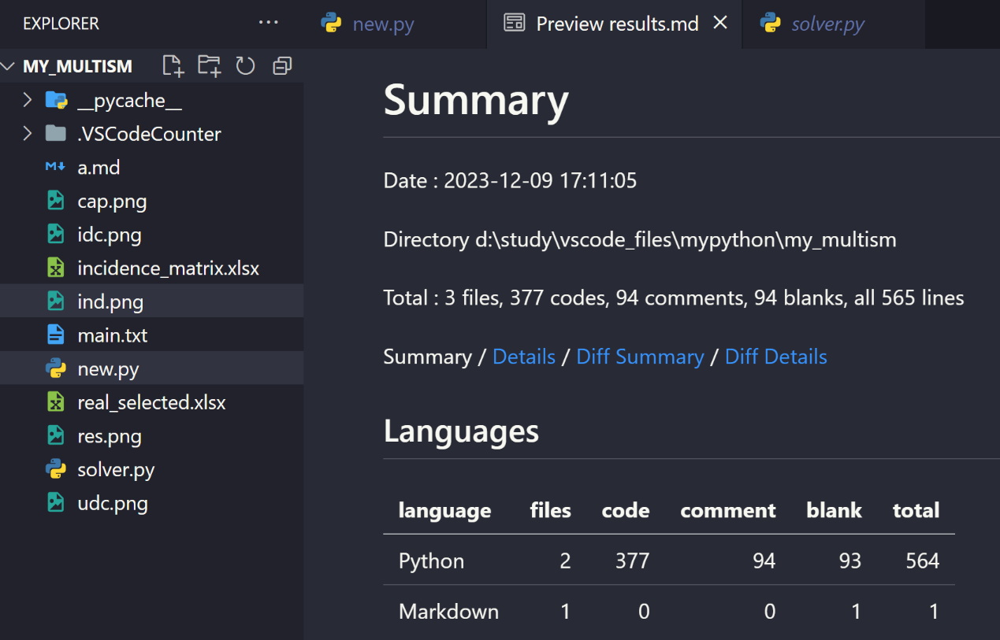 EXPLORER
···
new.py
Preview results.md
solver.py
MY_MULTISM
__pycache__
.VSCodeCounter
a.md
cap.png
idc.png
incidence_matrix.xlsx
ind.png
main.txt
new.py
real_selected.xlsx
res.png
solver.py
udc.png
Summary
Date : 2023-12-09 17:11:05
Directory d:\study\vscode_files\mypython\my_multism
Total : 3 files, 377 codes, 94 comments, 94 blanks, all 565 lines
Summary / Details / Diff Summary / Diff Details
Languages
language files code comment blank total
Python 2 377 94 93 564
Markdown 1 0 0 1 1